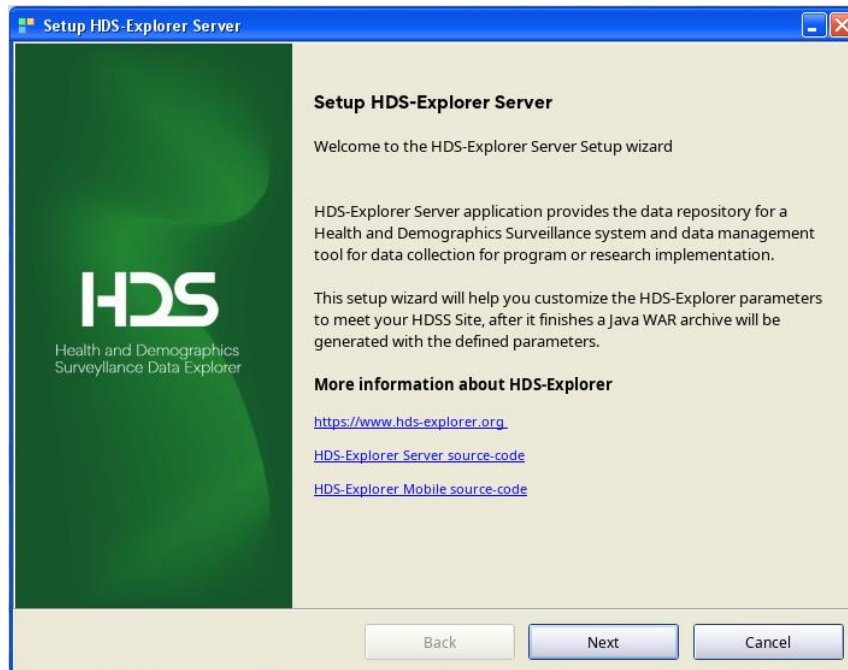 Setup HDS-Explorer Server
Setup HDS-Explorer Server
Welcome to the HDS-Explorer Server Setup wizard
HDS-Explorer Server application provides the data repository for a
Health and Demographics Surveillance system and data management
tool for data collection for program or research implementation.
This setup wizard will help you customize the HDS-Explorer parameters
to meet your HDSS Site, after it finishes a Java WAR archive will be
generated with the defined parameters.
More information about HDS-Explorer
https://www.hds-explorer.org
HDS-Explorer Server source-code
HDS-Explorer Mobile source-code
HDS
Health and Demographics
Surveyllance Data Explorer
Back
Next
Cancel